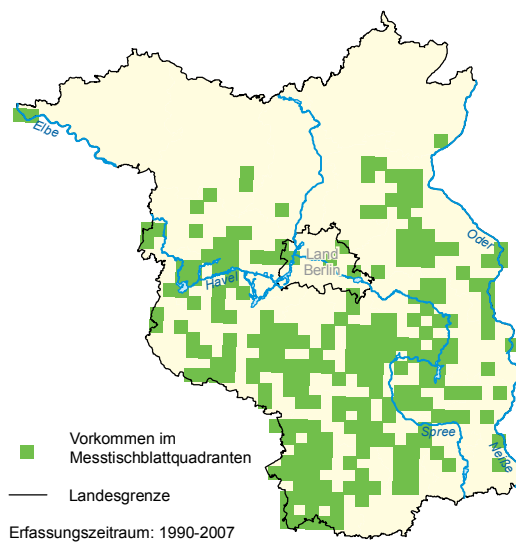 Elbe
Oder
Land
Berlin
Havel
Spree
Neiße
Vorkommen im
Messtischblattquadranten
Landesgrenze
Erfassungszeitraum: 1990-2007